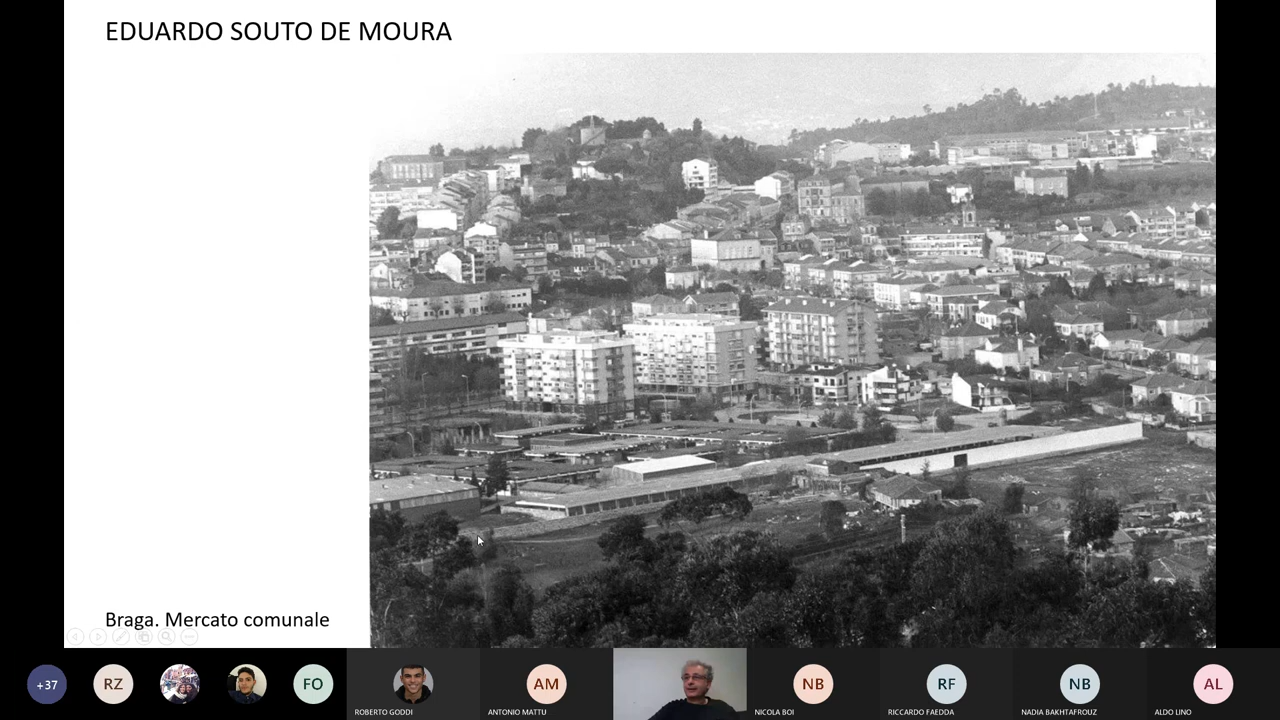 EDUARDO SOUTO DE MOURA
Braga. Mercato comunale
+37
RZ
FO
ROBERTO GODDI
AM
ANTONIO MATTU
NB
NICOLA BOI
RF
RICCARDO FAEDDA
NB
NADIA BAKHTAFROUZ
AL
ALDO LINO